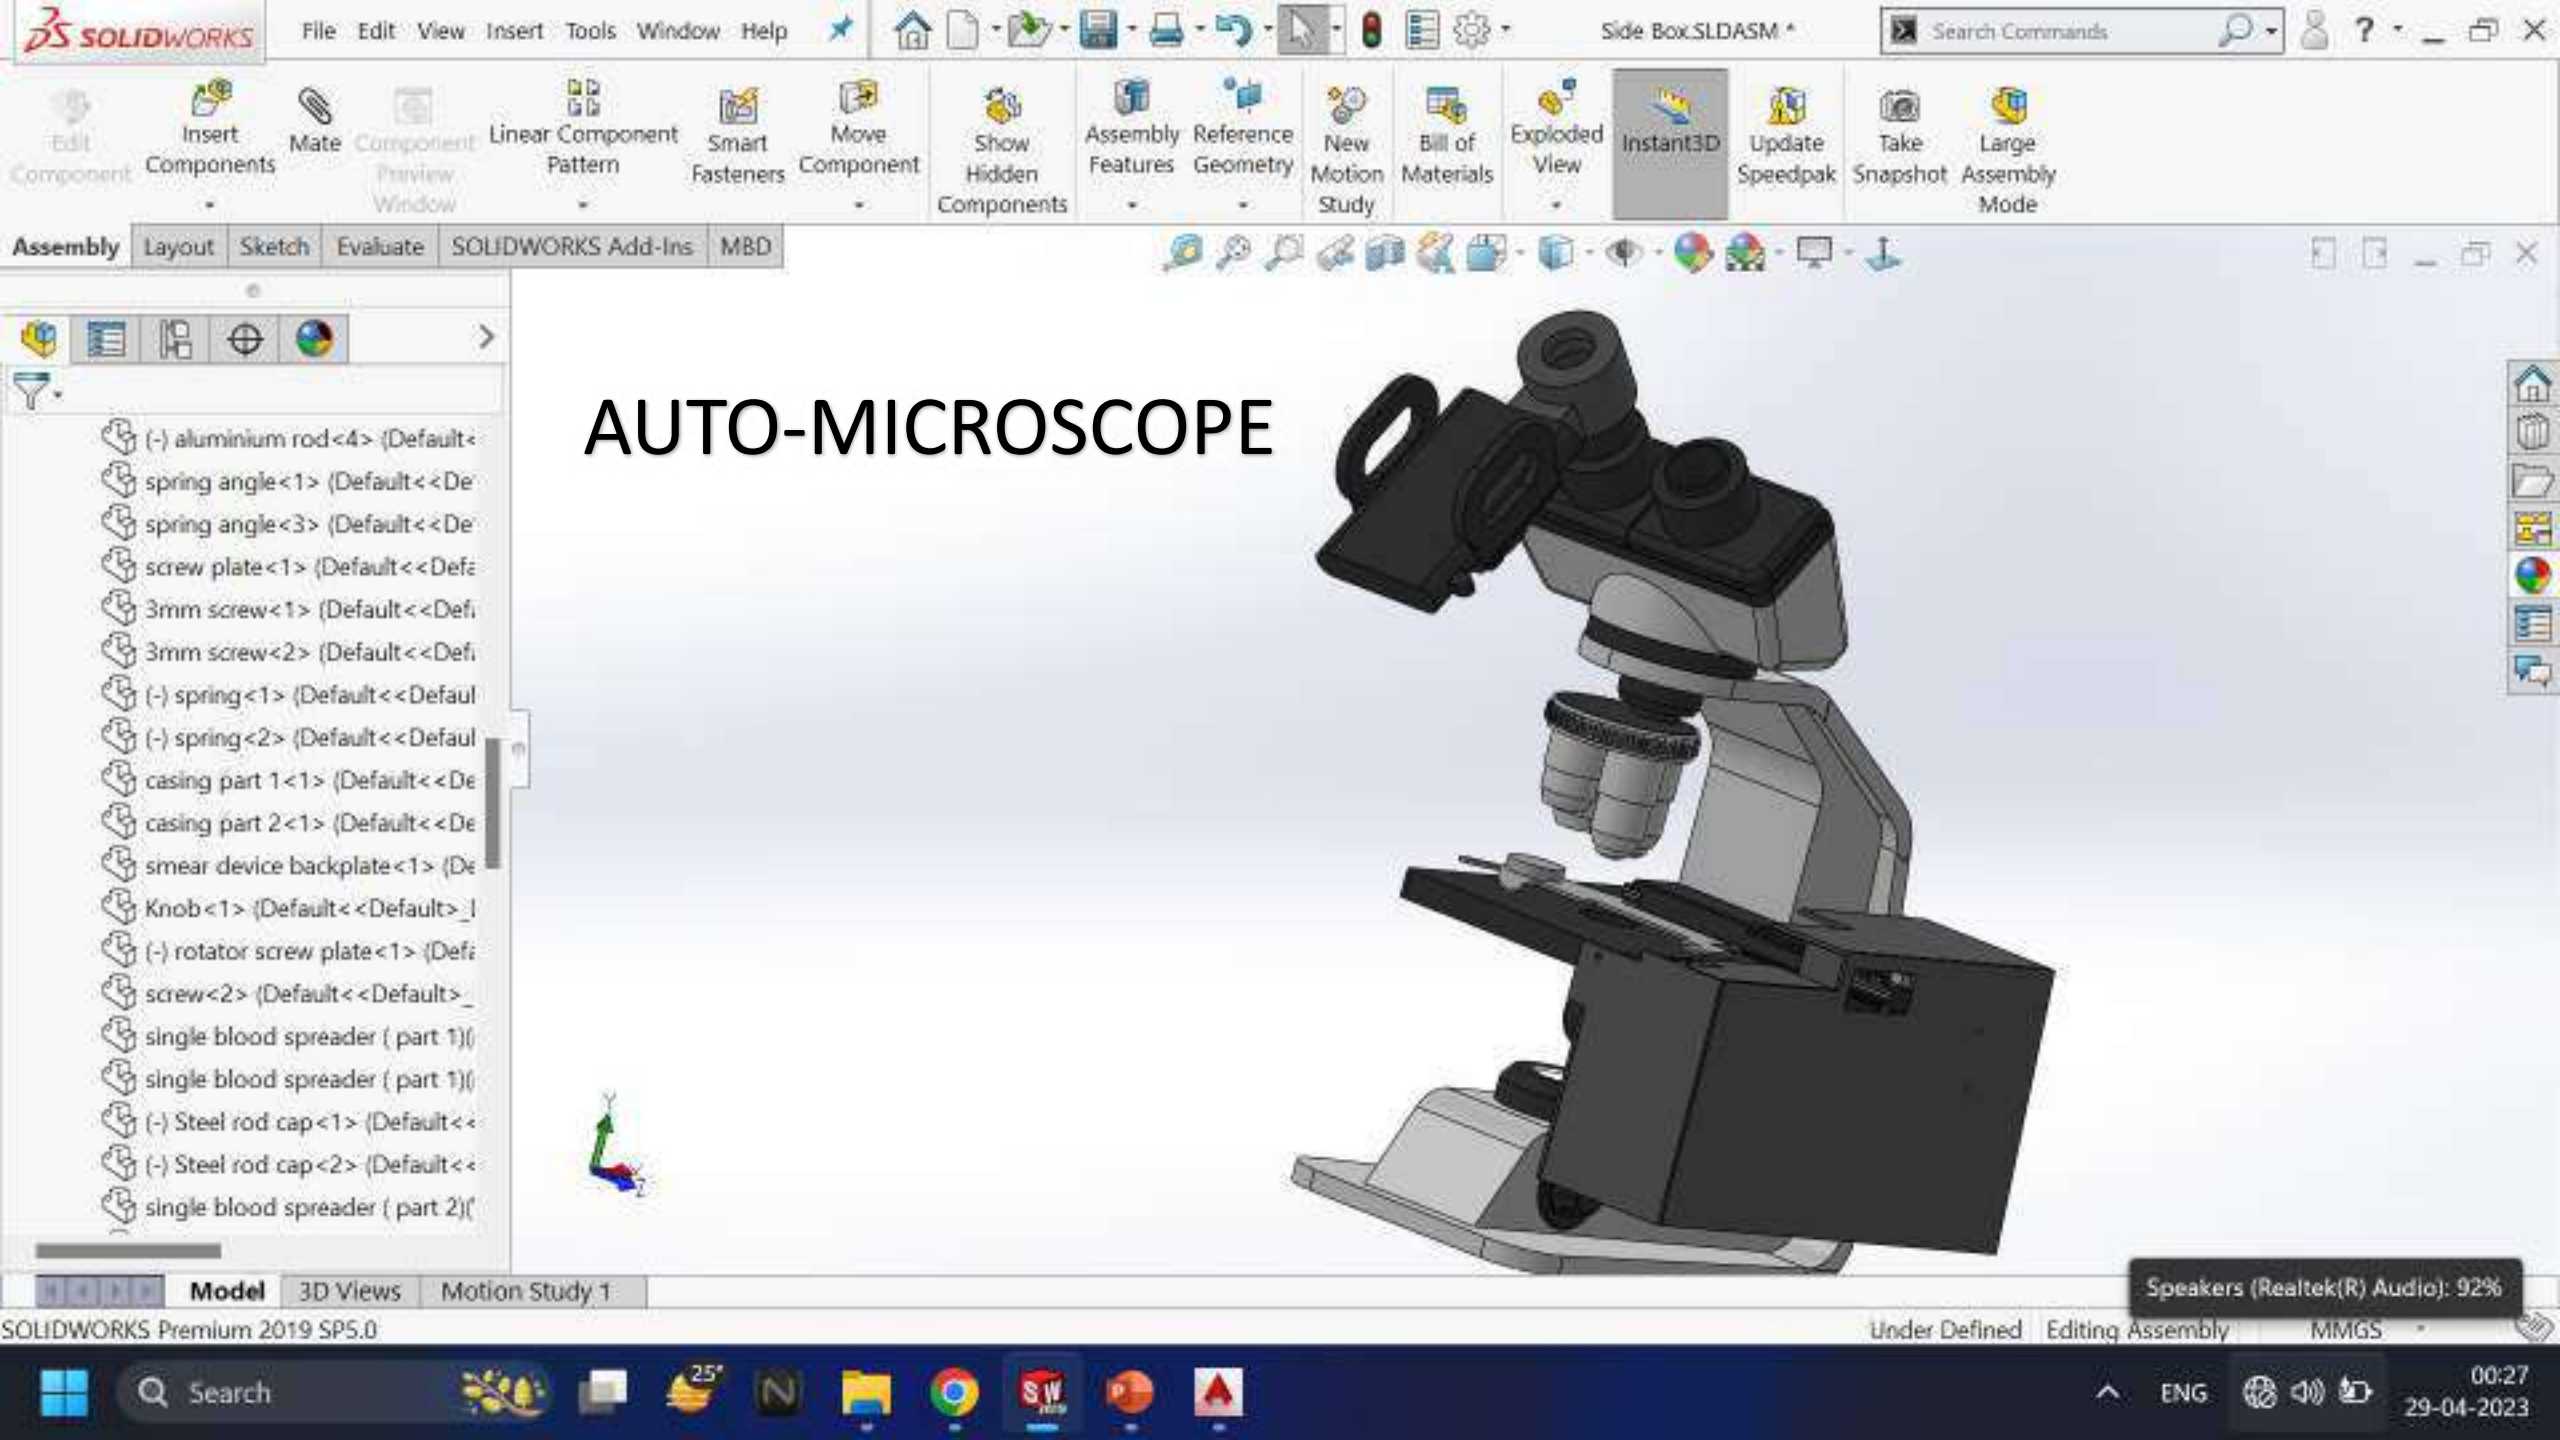 SOLIDWORKS File Edit View Insert Tools Window Help Side Box.SLDASM * Search Commands ?
Edit Component
Insert Components
Mate
Component Preview Window
Linear Component Pattern
Smart Fasteners
Move Component
Show Hidden Components
Assembly Features
Reference Geometry
New Motion Study
Bill of Materials
Exploded View
Instant3D
Update Speedpak
Take Snapshot
Large Assembly Mode
Assembly Layout Sketch Evaluate SOLIDWORKS Add-Ins MBD
AUTO-MICROSCOPE
(-) aluminium rod<4> (Default<
spring angle<1> (Default<<De
spring angle<3> (Default<<De
screw plate<1> (Default<<Defa
3mm screw<1> (Default<<Def
3mm screw<2> (Default<<Def
(-) spring<1> (Default<<Defaul
(-) spring<2> (Default<<Defaul
casing part 1<1> (Default<<De
casing part 2<1> (Default<<De
smear device backplate<1> (De
Knob<1> (Default<<Default>_
(-) rotator screw plate<1> (Defa
screw<2> (Default<<Default>_
single blood spreader ( part 1)(
single blood spreader ( part 1)(
(-) Steel rod cap<1> (Default<<
(-) Steel rod cap<2> (Default<<
single blood spreader ( part 2)(
Y
Z
Model 3D Views Motion Study 1
Speakers (Realtek(R) Audio): 92%
SOLIDWORKS Premium 2019 SP5.0 Under Defined Editing Assembly MMGS
Search 25° N SW 2019 P A ENG 00:27
29-04-2023